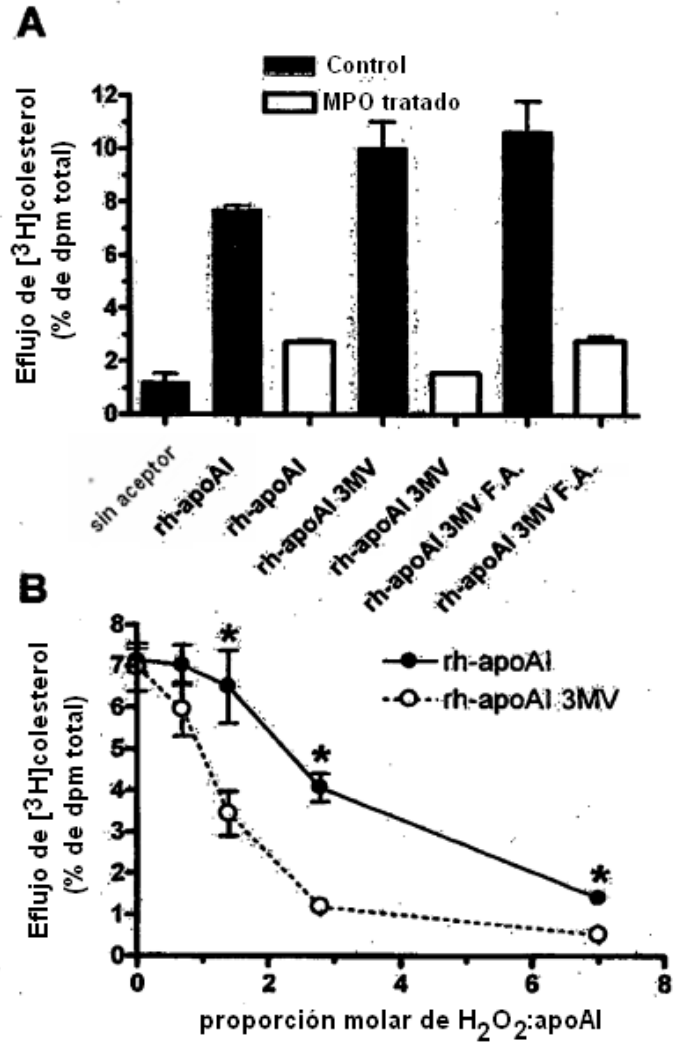 A
Control
MPO tratado
Eflujo de [³H]colesterol
(% de dpm total)
12
10
8
6
4
2
0
sin aceptor
rh-apoAI
rh-apoAI
rh-apoAI 3MV
rh-apoAI 3MV
rh-apoAI 3MV F.A.
rh-apoAI 3MV F.A.
B
Eflujo de [³H]colesterol
(% de dpm total)
8
7
6
5
4
3
2
1
0
*
*
*
rh-apoAI
rh-apoAI 3MV
0 2 4 6 8
proporción molar de H₂O₂:apoAI